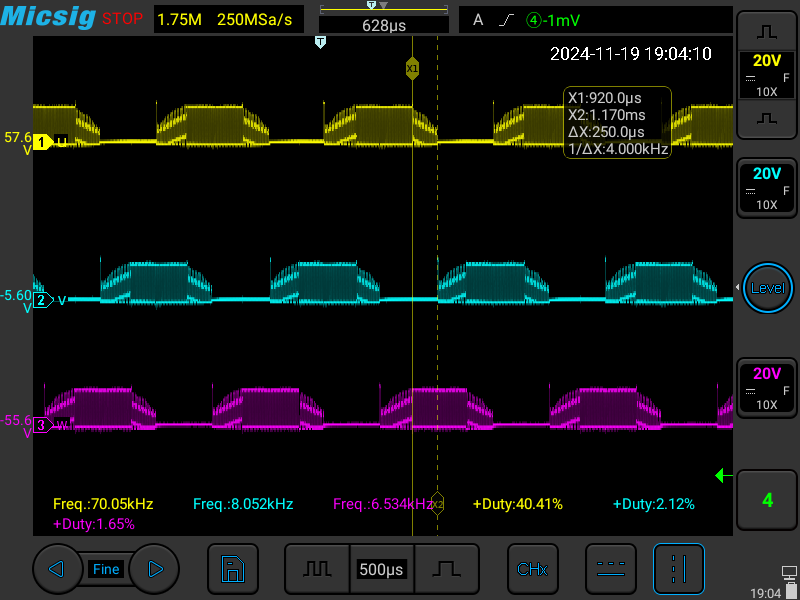 Micsig STOP 1.75M 250MSa/s 628µs A 4 -1mV
T
T
2024-11-19 19:04:10
X1
X1:920.0µs
X2:1.170ms
ΔX:250.0µs
1/ΔX:4.000kHz
57.6
V
1 U
-5.60
V
2 V
-55.6
V
3 W
20V
F
10X
20V
F
10X
Level
20V
F
10X
4
X2
Freq.:70.05kHz Freq.:8.052kHz Freq.:6.534kHz +Duty:40.41% +Duty:2.12%
+Duty:1.65%
Fine 500µs CHx
19:04